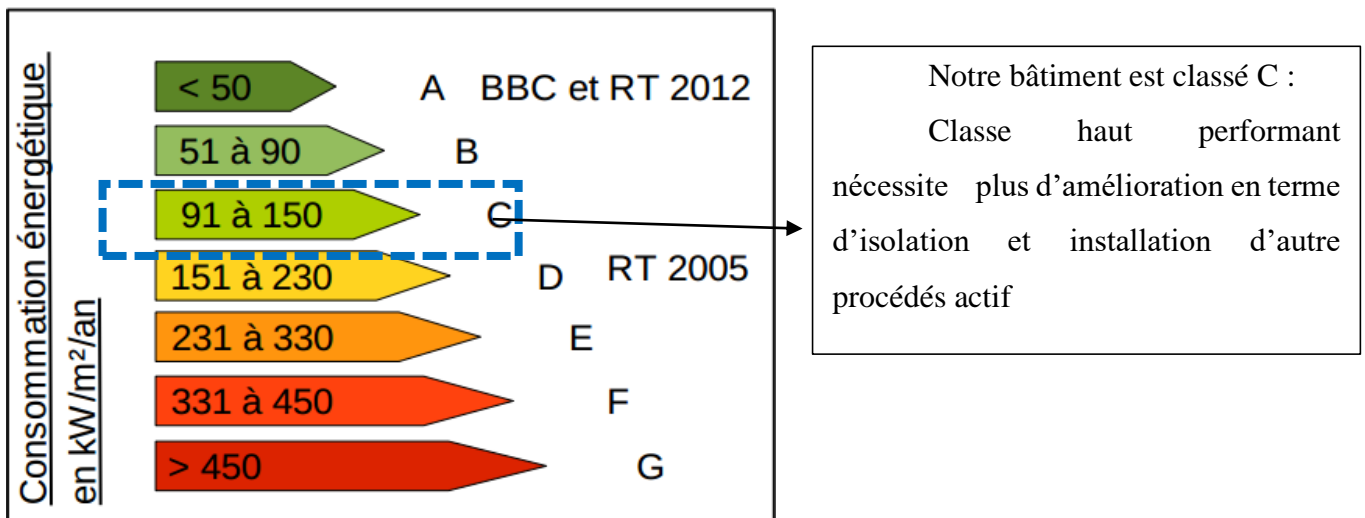 Consommation énergétique
en kW/m²/an
< 50 A BBC et RT 2012
51 à 90 B
91 à 150 C
151 à 230 D RT 2005
231 à 330 E
331 à 450 F
> 450 G
Notre bâtiment est classé C :
Classe haut performant
nécessite plus d’amélioration en terme
d’isolation et installation d’autre
procédés actif